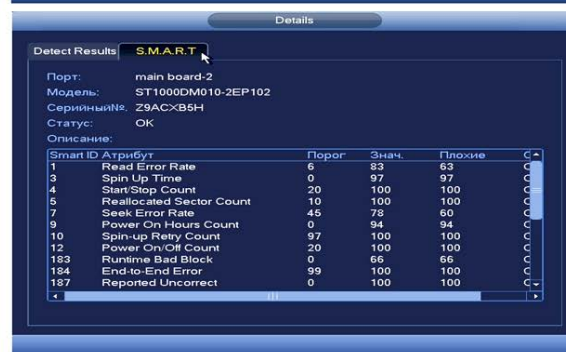 Details
Detect Results S.M.A.R.T
Порт: main board-2
Модель: ST1000DM010-2EP102
Серийный№. Z9ACXB5H
Статус: OK
Описание:
Smart ID Атрибут Порог Знач. Плохие
1 Read Error Rate 6 83 63
3 Spin Up Time 0 97 97
4 Start/Stop Count 20 100 100
5 Reallocated Sector Count 10 100 100
7 Seek Error Rate 45 78 60
9 Power On Hours Count 0 94 94
10 Spin-up Retry Count 97 100 100
12 Power On/Off Count 20 100 100
183 Runtime Bad Block 0 66 66
184 End-to-End Error 99 100 100
187 Reported Uncorrect 0 100 100